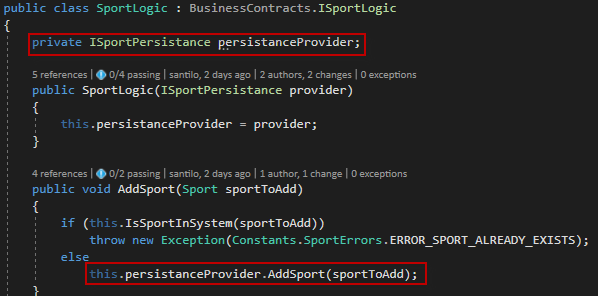 public class SportLogic : BusinessContracts.ISportLogic
{
private ISportPersistance persistanceProvider;
5 references | 0/4 passing | santilo, 2 days ago | 2 authors, 2 changes | 0 exceptions
public SportLogic(ISportPersistance provider)
{
this.persistanceProvider = provider;
}
4 references | 0/2 passing | santilo, 2 days ago | 1 author, 1 change | 0 exceptions
public void AddSport(Sport sportToAdd)
{
if (this.IsSportInSystem(sportToAdd))
throw new Exception(Constants.SportErrors.ERROR_SPORT_ALREADY_EXISTS);
else
this.persistanceProvider.AddSport(sportToAdd);
}